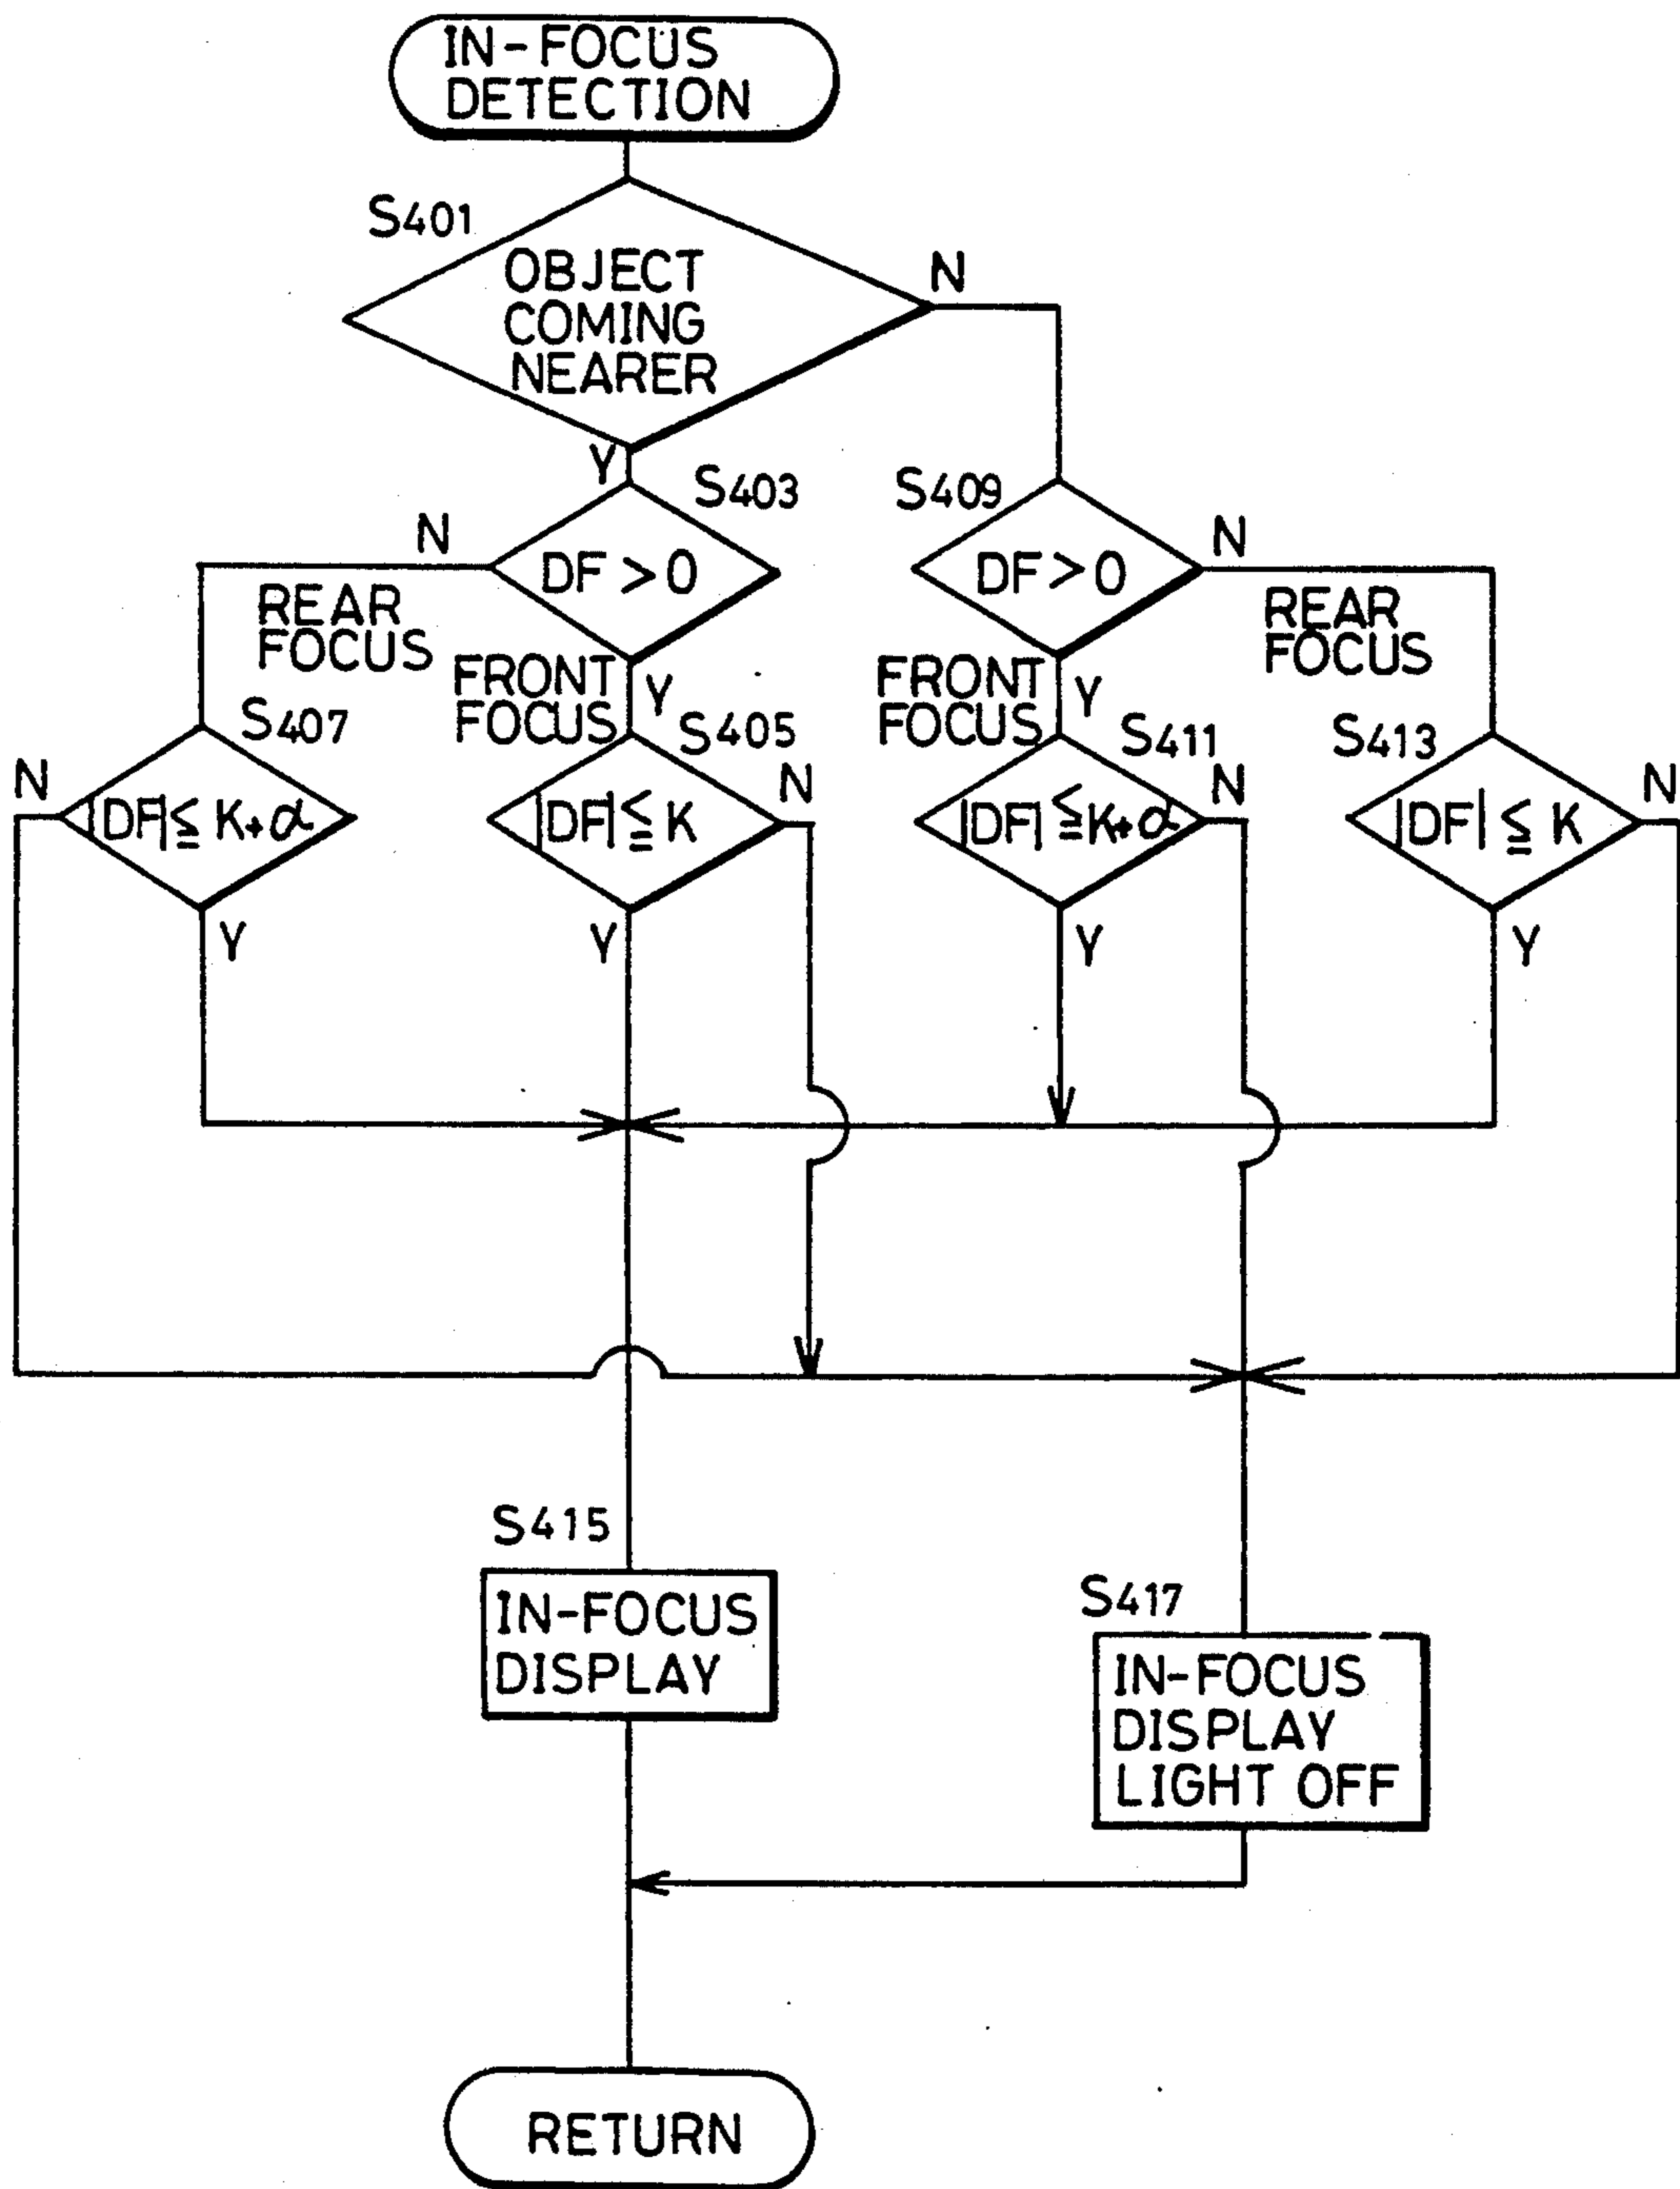 IN-FOCUS
DETECTION
S401
OBJECT
COMING
NEARER
N
Y
S403
S409
N
DF > 0
DF > 0
N
REAR
FOCUS
FRONT
FOCUS
Y
FRONT
FOCUS
Y
REAR
FOCUS
S407
S405
S411
S413
N
|DF| ≦ K+α
|DF| ≦ K
N
|DF| ≦ K+α
N
|DF| ≦ K
N
Y
Y
Y
Y
S415
IN-FOCUS
DISPLAY
S417
IN-FOCUS
DISPLAY
LIGHT OFF
RETURN